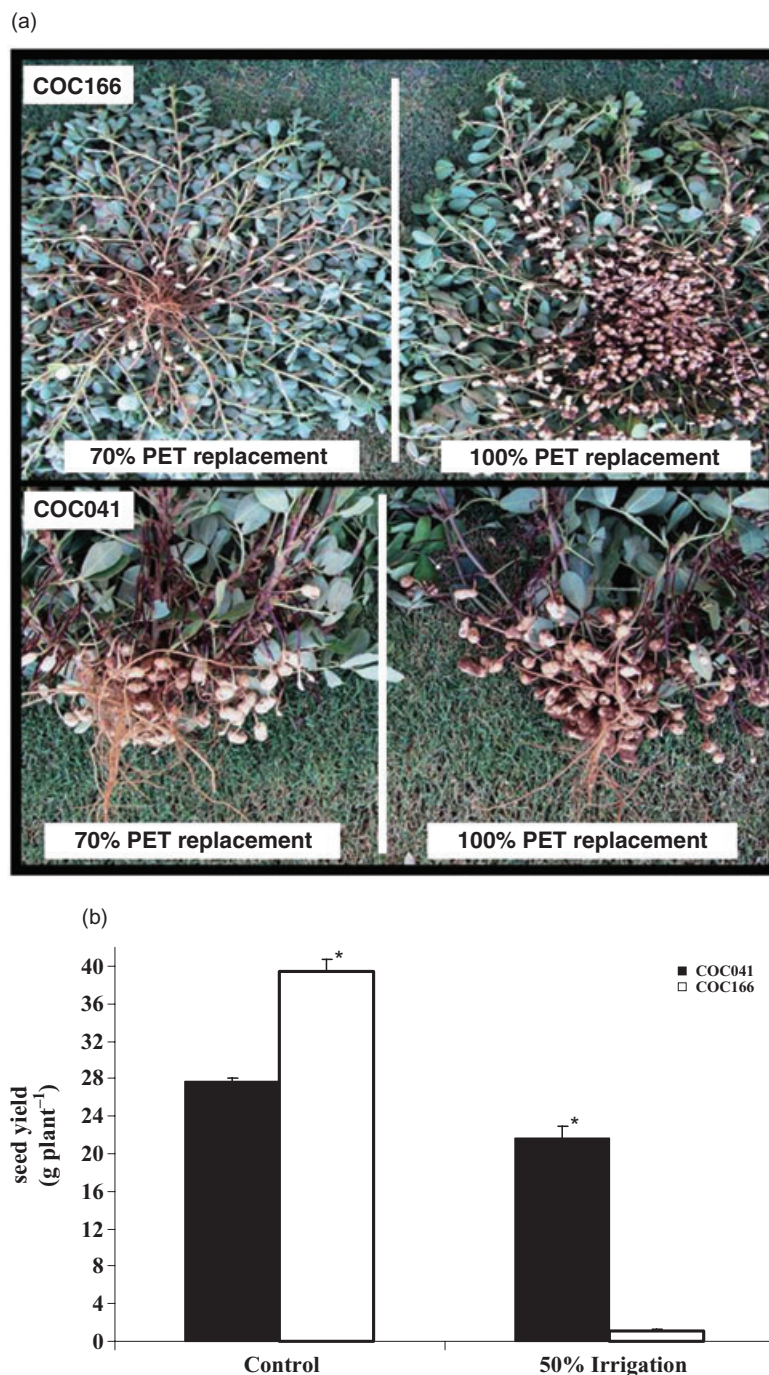 (a)
COC166
70% PET replacement 100% PET replacement
COC041
70% PET replacement 100% PET replacement
(b)
* COC041
COC166
*
seed yield
(g plant⁻¹)
40
36
32
28
24
20
16
12
8
4
0
Control 50% Irrigation